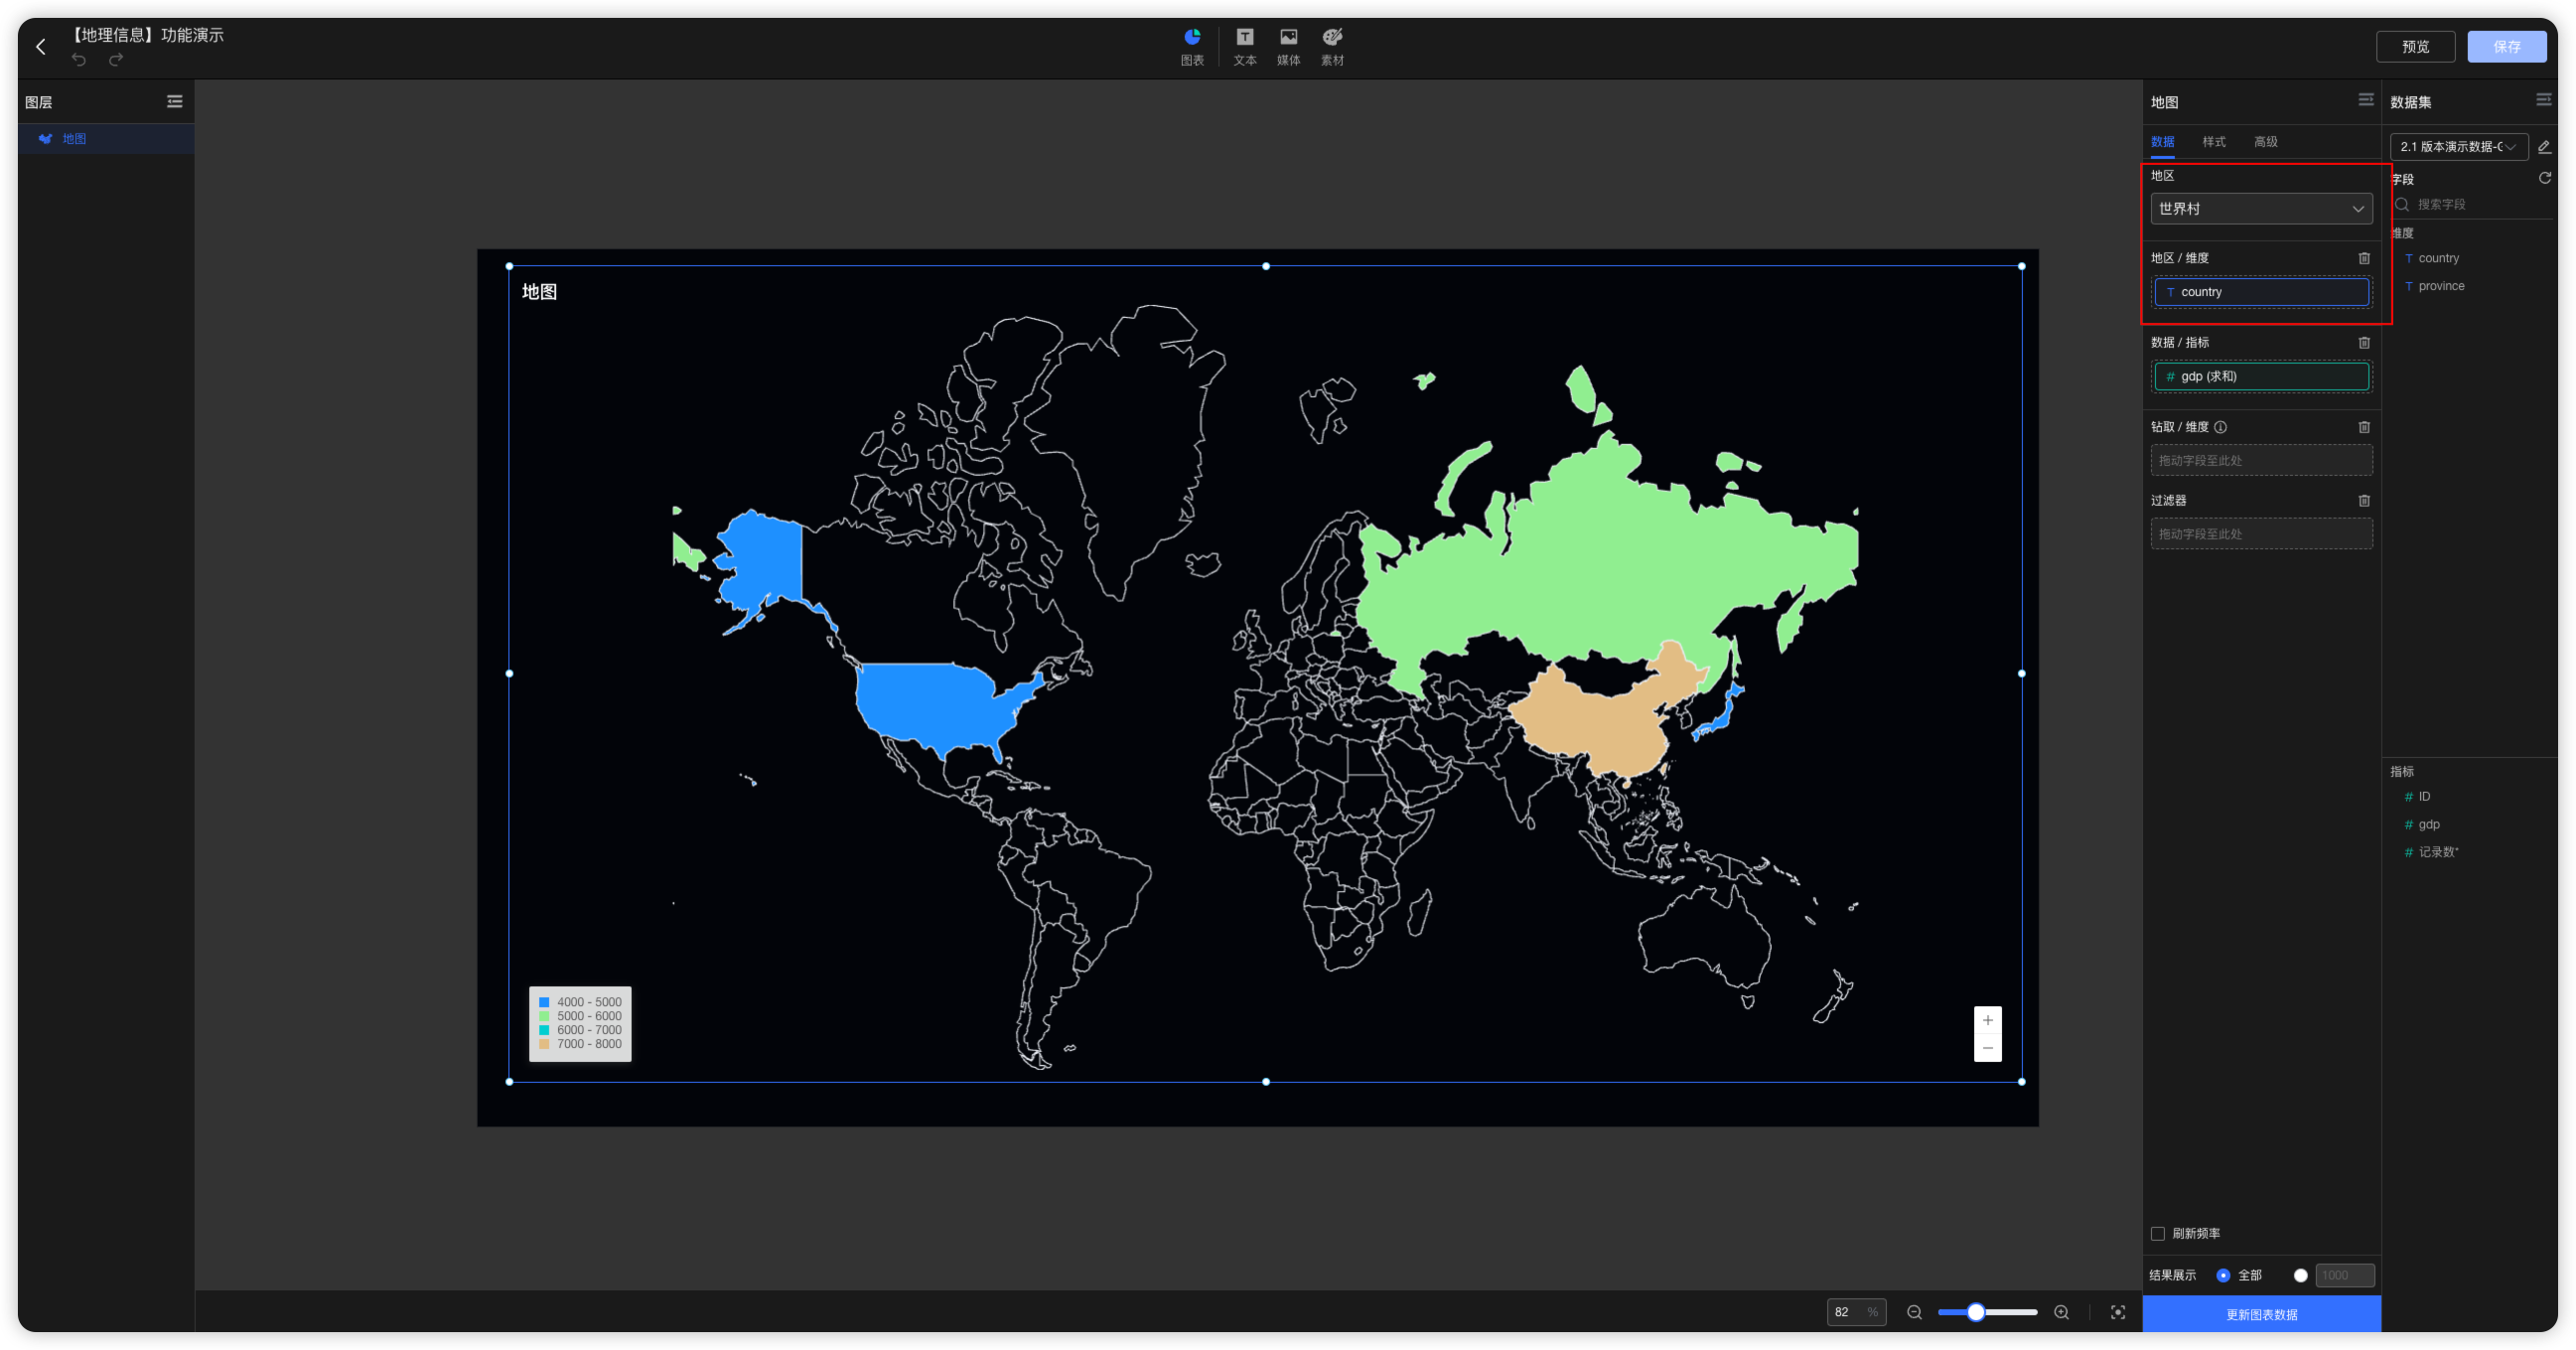 【地理信息】功能演示
图表
文本
媒体
素材
预览
保存
图层
地图
地图
4000 - 5000
5000 - 6000
6000 - 7000
7000 - 8000
+
−
82 %
地图
数据 样式 高级
地区
世界村
地区 / 维度
T country
数据 / 指标
# gdp (求和)
钻取 / 维度
拖动字段至此处
过滤器
拖动字段至此处
刷新频率
结果展示 全部 1000
更新图表数据
数据集
2.1 版本演示数据-
字段
搜索字段
维度
T country
T province
指标
# ID
# gdp
# 记录数*